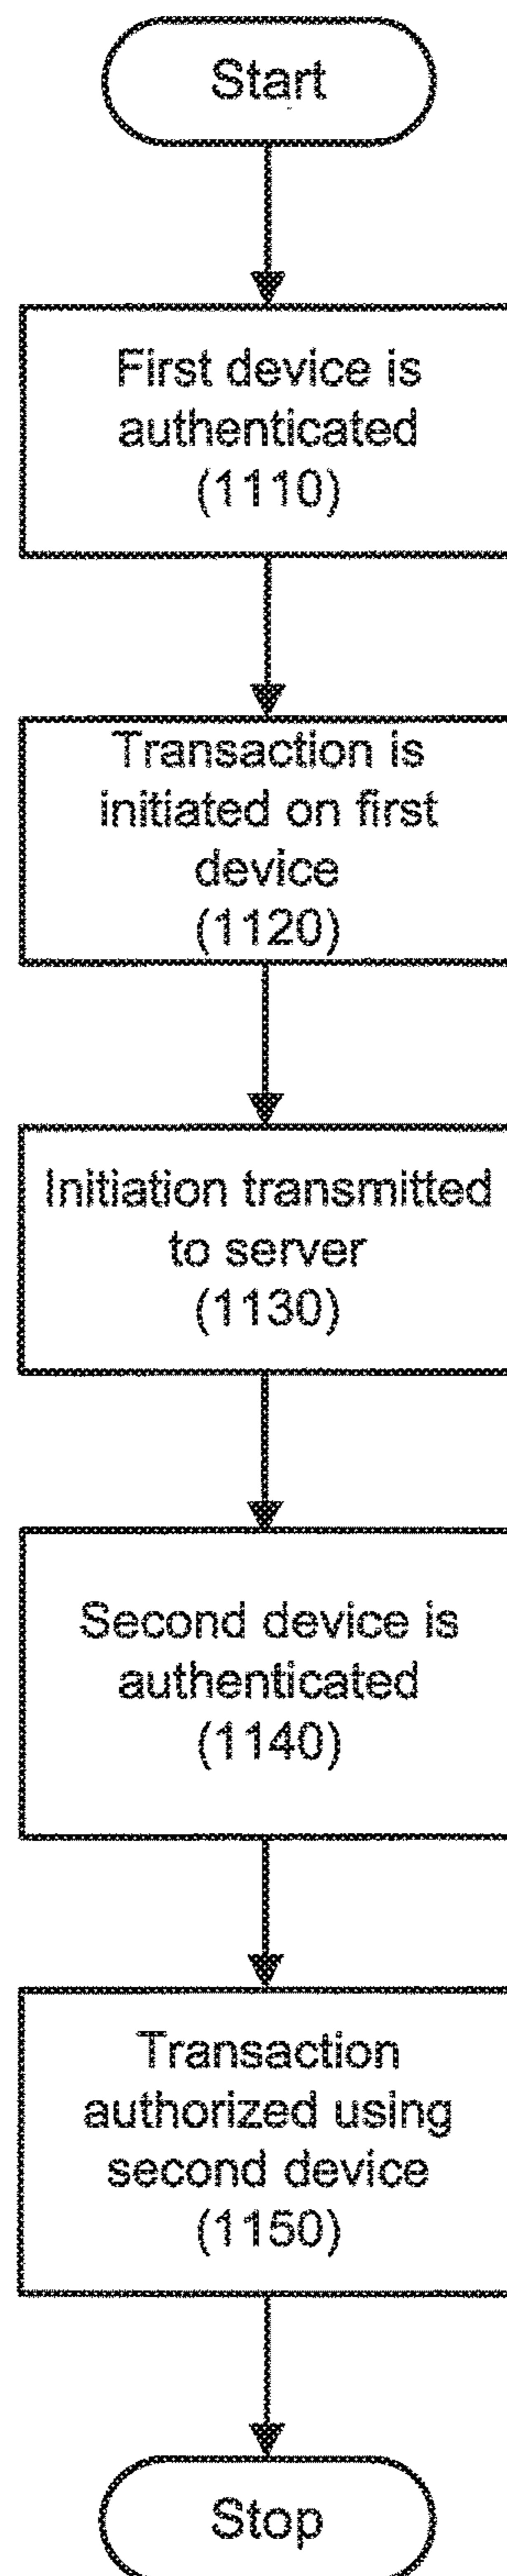 Start
First device is
authenticated
(1110)
Transaction is
initiated on first
device
(1120)
Initiation transmitted
to server
(1130)
Second device is
authenticated
(1140)
Transaction
authorized using
second device
(1150)
Stop